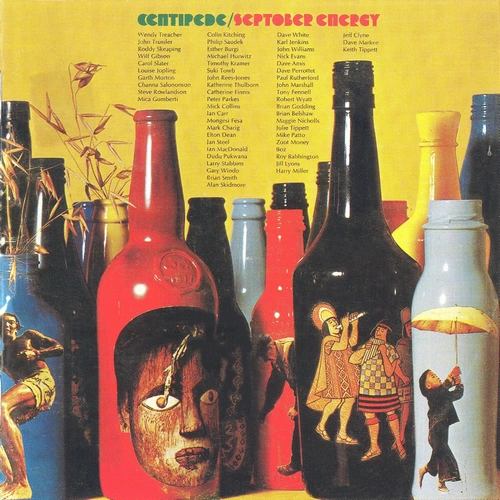 CENTIPEDE/SEPTOBER ENERGY
Wendy Treacher
John Trussler
Roddy Skeaping
Wilf Gibson
Carol Slater
Louise Jopling
Garth Morton
Channa Salononson
Steve Rowlandson
Mica Gomberti
Colin Kitching
Philip Saudek
Esther Burgi
Michael Hurwitz
Timothy Kramer
Suki Towb
John Rees-Jones
Katherine Thulborn
Catherine Finnis
Peter Parkes
Mick Collins
Ian Carr
Mongesi Fesa
Mark Charig
Elton Dean
Jan Steel
Ian MacDonald
Dudu Pukwana
Larry Stabbins
Gary Windo
Brian Smith
Alan Skidmore
Dave White
Karl Jenkins
John Williams
Nick Evans
Dave Amis
Dave Perrottet
Paul Rutherford
John Marshall
Tony Fennell
Robert Wyatt
Brian Godding
Brian Belshaw
Maggie Nicholls
Julie Tippett
Mike Patto
Zoot Money
Boz
Roy Babbington
Jill Lyons
Harry Miller
Jeff Clyne
Dave Markee
Keith Tippett